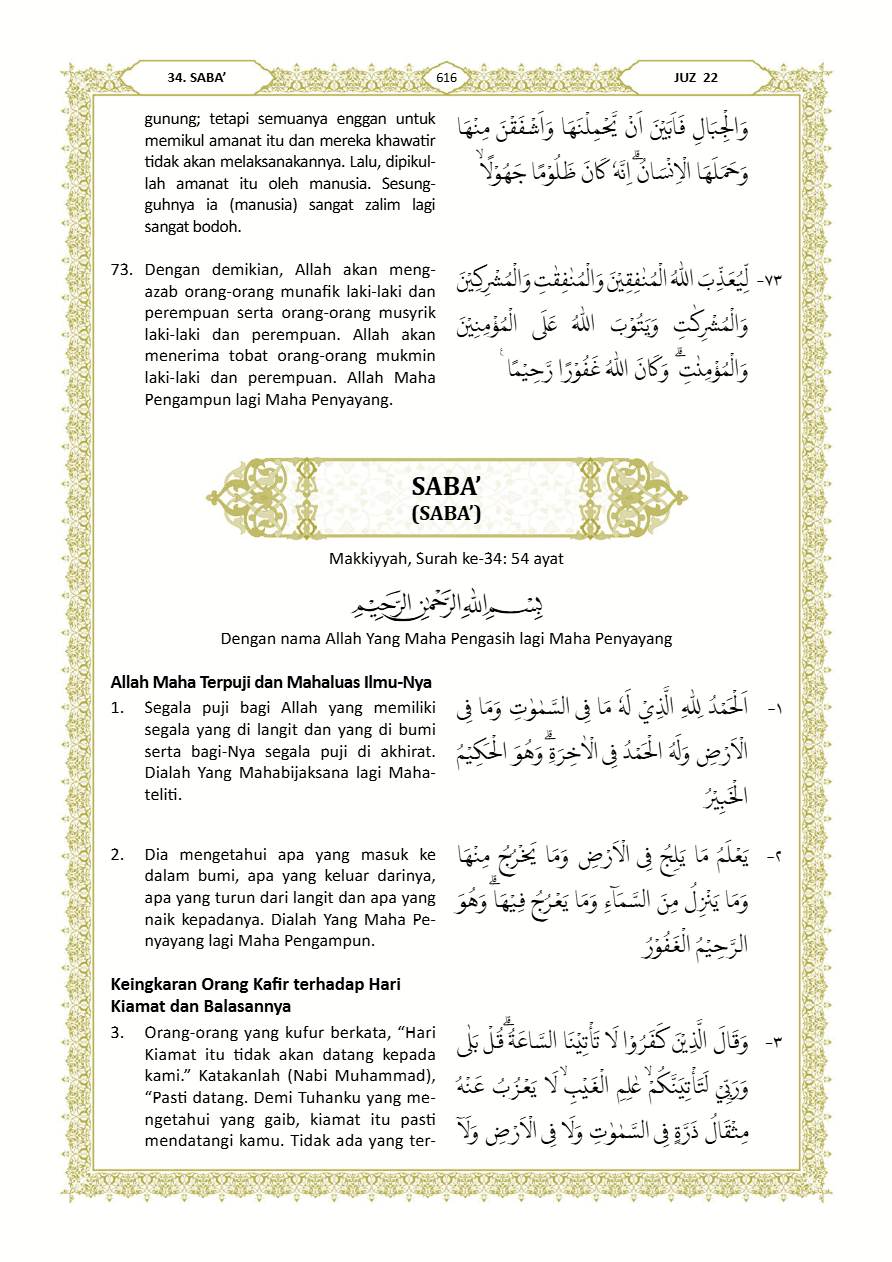 34. SABA’
616
JUZ 22
gunung; tetapi semuanya enggan untuk
memikul amanat itu dan mereka khawatir
tidak akan melaksanakannya. Lalu, dipikul-
lah amanat itu oleh manusia. Sesung-
guhnya ia (manusia) sangat zalim lagi
sangat bodoh.
وَالْجِبَالِ فَاَبَيْنَ اَنْ يَّحْمِلْنَهَا وَاَشْفَقْنَ مِنْهَا
وَحَمَلَهَا الْاِنْسَانُۗ اِنَّهٗ كَانَ ظَلُوْمًا جَهُوْلًاۙ
73. Dengan demikian, Allah akan meng-
azab orang-orang munafik laki-laki dan
perempuan serta orang-orang musyrik
laki-laki dan perempuan. Allah akan
menerima tobat orang-orang mukmin
laki-laki dan perempuan. Allah Maha
Pengampun lagi Maha Penyayang.
٧٣- لِّيُعَذِّبَ اللّٰهُ الْمُنٰفِقِيْنَ وَالْمُنٰفِقٰتِ وَالْمُشْرِكِيْنَ
وَالْمُشْرِكٰتِ وَيَتُوْبَ اللّٰهُ عَلَى الْمُؤْمِنِيْنَ
وَالْمُؤْمِنٰتِۗ وَكَانَ اللّٰهُ غَفُوْرًا رَّحِيْمًا ࣖ
SABA’
(SABA’)
Makkiyyah, Surah ke-34: 54 ayat
بِسْمِ اللّٰهِ الرَّحْمٰنِ الرَّحِيْمِ
Dengan nama Allah Yang Maha Pengasih lagi Maha Penyayang
Allah Maha Terpuji dan Mahaluas Ilmu-Nya
1. Segala puji bagi Allah yang memiliki
segala yang di langit dan yang di bumi
serta bagi-Nya segala puji di akhirat.
Dialah Yang Mahabijaksana lagi Maha-
teliti.
١- اَلْحَمْدُ لِلّٰهِ الَّذِيْ لَهٗ مَا فِى السَّمٰوٰتِ وَمَا فِى
الْاَرْضِ وَلَهُ الْحَمْدُ فِى الْاٰخِرَةِۗ وَهُوَ الْحَكِيْمُ
الْخَبِيْرُ
2. Dia mengetahui apa yang masuk ke
dalam bumi, apa yang keluar darinya,
apa yang turun dari langit dan apa yang
naik kepadanya. Dialah Yang Maha Pe-
nyayang lagi Maha Pengampun.
٢- يَعْلَمُ مَا يَلِجُ فِى الْاَرْضِ وَمَا يَخْرُجُ مِنْهَا
وَمَا يَنْزِلُ مِنَ السَّمَاۤءِ وَمَا يَعْرُجُ فِيْهَاۗ وَهُوَ
الرَّحِيْمُ الْغَفُوْرُ
Keingkaran Orang Kafir terhadap Hari
Kiamat dan Balasannya
3. Orang-orang yang kufur berkata, “Hari
Kiamat itu tidak akan datang kepada
kami.” Katakanlah (Nabi Muhammad),
“Pasti datang. Demi Tuhanku yang me-
ngetahui yang gaib, kiamat itu pasti
mendatangi kamu. Tidak ada yang ter-
٣- وَقَالَ الَّذِيْنَ كَفَرُوْا لَا تَأْتِيْنَا السَّاعَةُۗ قُلْ بَلٰى
وَرَبِّيْ لَتَأْتِيَنَّكُمْۙ عٰلِمِ الْغَيْبِۙ لَا يَعْزُبُ عَنْهُ
مِثْقَالُ ذَرَّةٍ فِى السَّمٰوٰتِ وَلَا فِى الْاَرْضِ وَلَآ